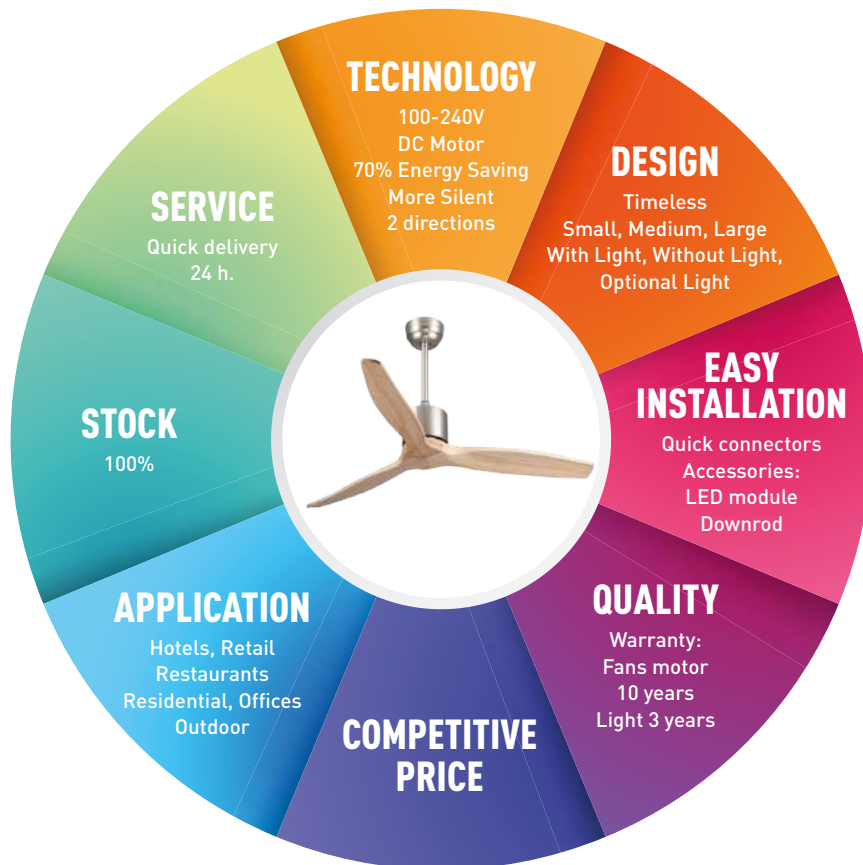 TECHNOLOGY
100-240V
DC Motor
70% Energy Saving
More Silent
2 directions
DESIGN
Timeless
Small, Medium, Large
With Light, Without Light,
Optional Light
EASY
INSTALLATION
Quick connectors
Accessories:
LED module
Downrod
QUALITY
Warranty:
Fans motor
10 years
Light 3 years
COMPETITIVE
PRICE
APPLICATION
Hotels, Retail
Restaurants
Residential, Offices
Outdoor
STOCK
100%
SERVICE
Quick delivery
24 h.